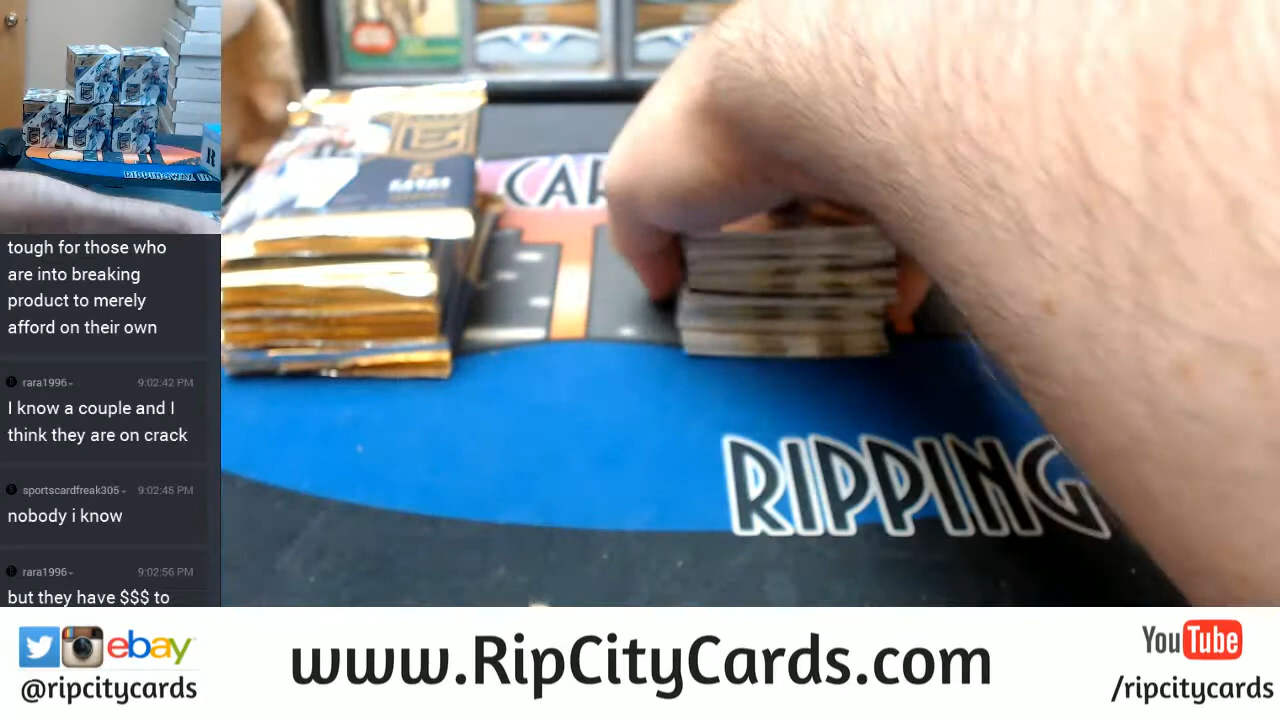 tough for those who
are into breaking
product to merely
afford on their own
rara1996
9:02:42 PM
I know a couple and I
think they are on crack
sportscardfreak305
9:02:45 PM
nobody i know
rara1996
9:02:56 PM
but they have $$$ to
RIPPINGWAX
E
CAR
RIPPING
ebay
@ripcitycards
www.RipCityCards.com
YouTube
/ripcitycards